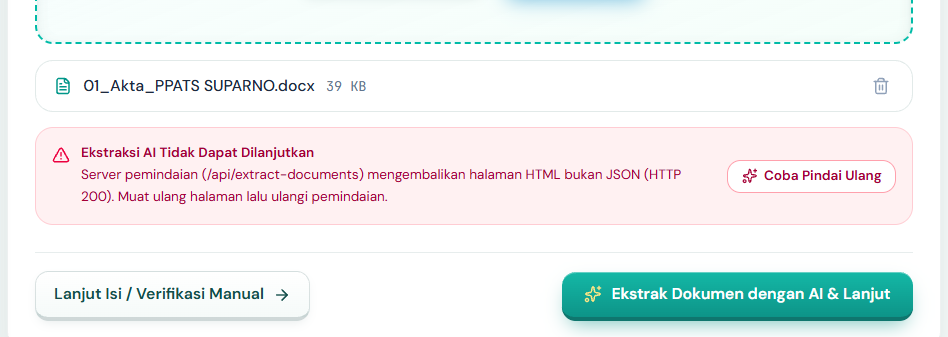 01_Akta_PPATS SUPARNO.docx 39 KB
Ekstraksi AI Tidak Dapat Dilanjutkan
Server pemindaian (/api/extract-documents) mengembalikan halaman HTML bukan JSON (HTTP
200). Muat ulang halaman lalu ulangi pemindaian.
Coba Pindai Ulang
Lanjut Isi / Verifikasi Manual
Ekstrak Dokumen dengan AI & Lanjut